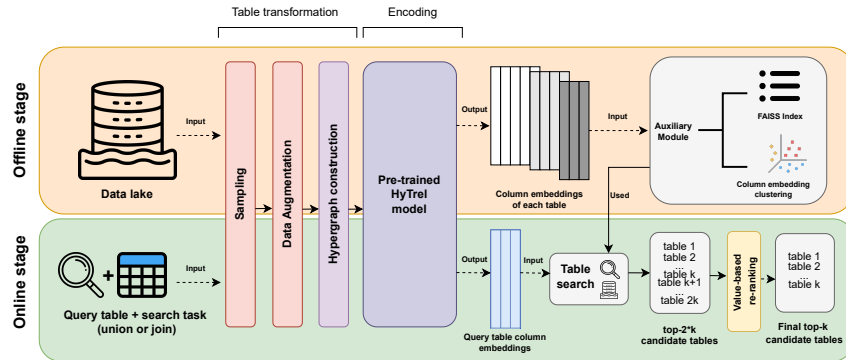 Table transformation
Encoding
Offline stage
Data lake
Input
Sampling
Data Augmentation
Hypergraph construction
Pre-trained
HyTrel
model
Output
Column embeddings
of each table
Input
Auxiliary
Module
FAISS Index
Column embedding
clustering
Used
Online stage
Query table + search task
(union or join)
Input
Output
Query table column
embeddings
Input
Table
search
table 1
table 2
...
table k
table k+1
...
table 2k
top-2*k
candidate tables
Value-based
re-ranking
table 1
table 2
...
table k
Final top-k
candidate tables